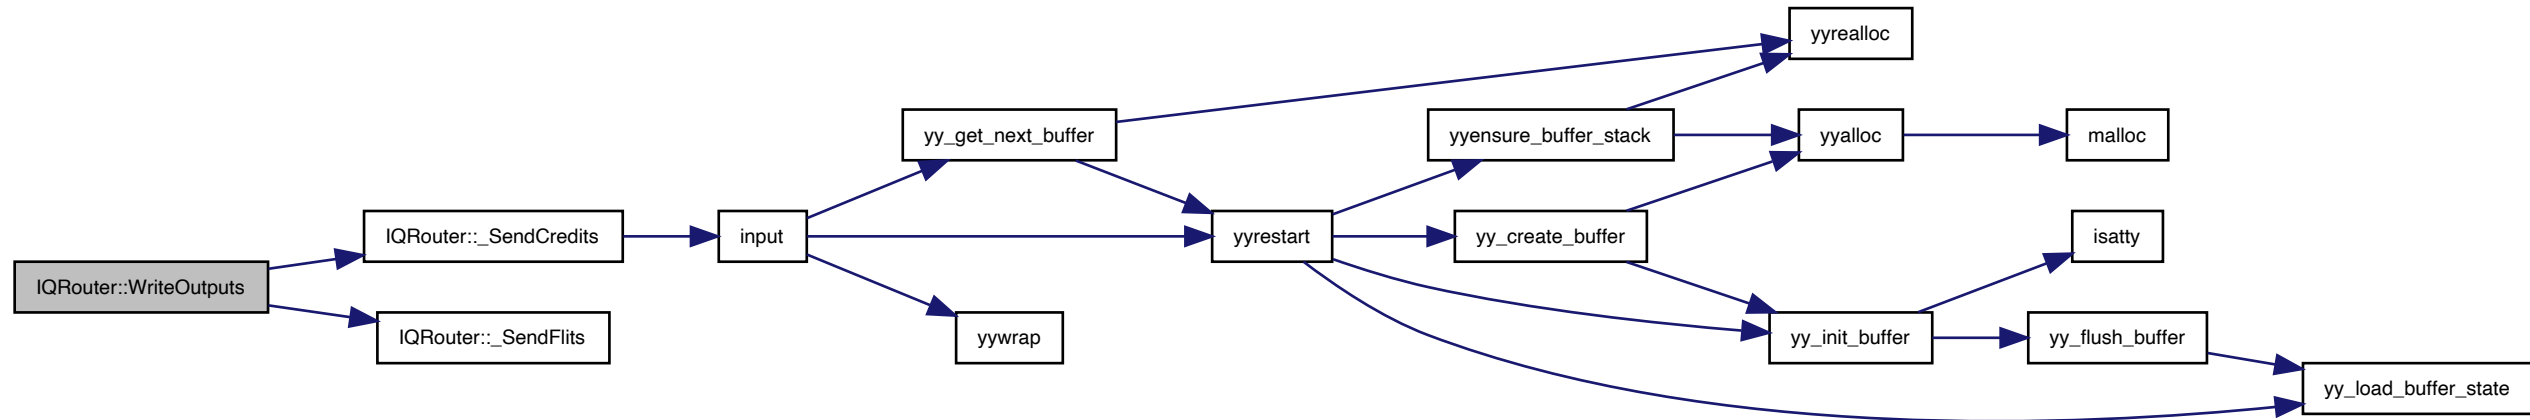 IQRouter::WriteOutputs
IQRouter::_SendCredits
IQRouter::_SendFlits
input
yy_get_next_buffer
yywrap
yyrestart
yyensure_buffer_stack
yy_create_buffer
yyrealloc
yyalloc
yy_init_buffer
malloc
isatty
yy_flush_buffer
yy_load_buffer_state